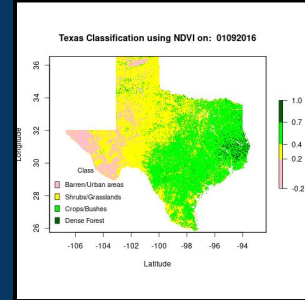 Texas Classification using NDVI on: 01092016
36
34
32
30
28
26
Longitude
Class
Barren/Urban areas
Shrubs/Grasslands
Crops/Bushes
Dense Forest
-106
-104
-102
-100
-98
-96
-94
Latitude
1.0
0.7
0.4
0.2
-0.2